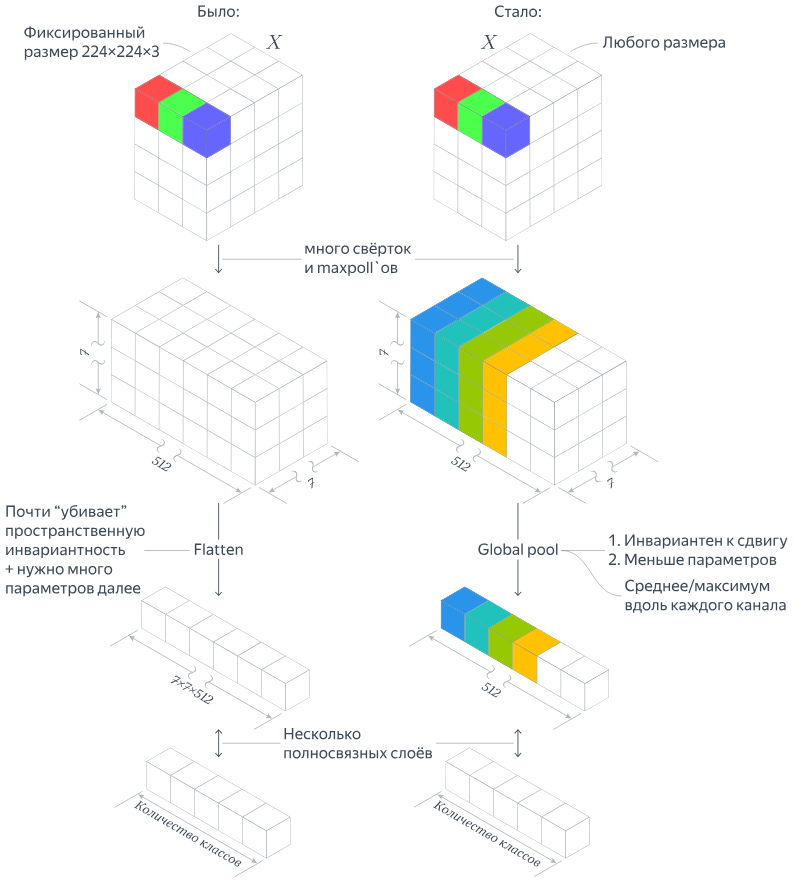 Было:
Стало:
Фиксированный
размер 224×224×3
X
X
Любого размера
много свёрток
и maxpoll`ов
7
512
7
7
512
7
Почти “убивает”
пространственную
инвариантность
+ нужно много
параметров далее
Flatten
Global pool
1. Инвариантен к сдвигу
2. Меньше параметров
Среднее/максимум
вдоль каждого канала
7×7×512
512
Несколько
полносвязных слоёв
Количество классов
Количество классов